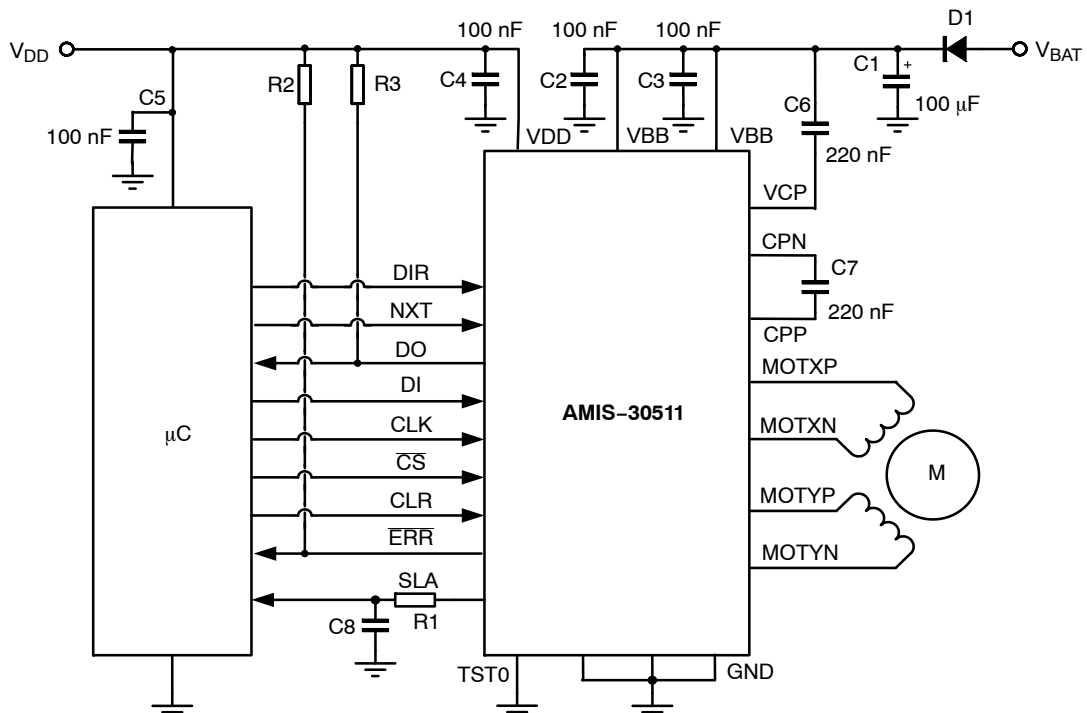 100 nF
100 nF
100 nF
D1
VDD
VBAT
R2
R3
C4
C2
C3
C1
+
100 μF
C5
100 nF
C6
220 nF
VDD
VBB
VBB
VCP
CPN
C7
220 nF
CPP
DIR
NXT
DO
DI
CLK
CS
CLR
ERR
SLA
R1
C8
μC
AMIS−30511
MOTXP
MOTXN
MOTYP
MOTYN
M
TST0
GND